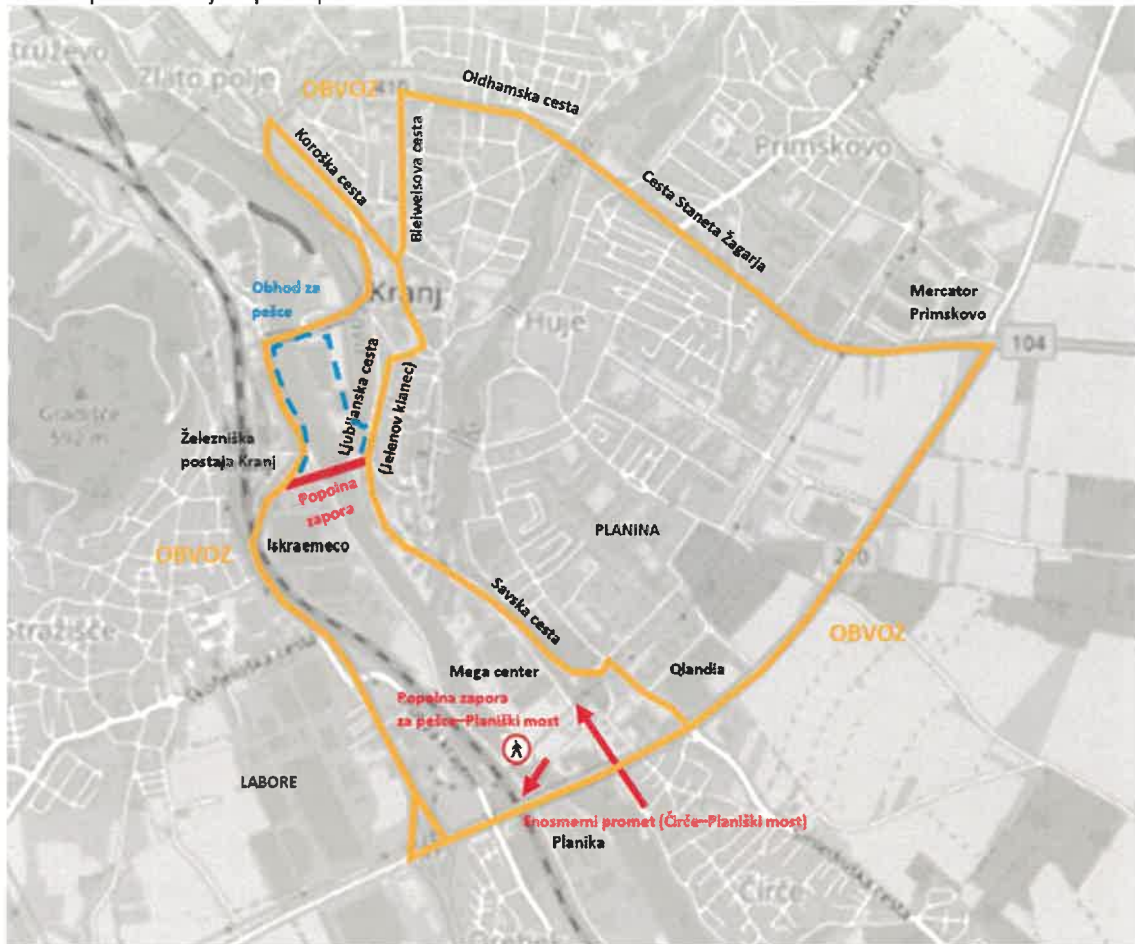 Oldhamska cesta
Zlato polje
OBVOZ
Koroška cesta
Bleiweisova cesta
Primskovo
Cesta Staneta Žagarja
Obhod za
pešce
Kranj
Huje
Mercator
Primskovo
104
Ljubljanska cesta
(Jelenov klanec)
Gradišče
Železniška
postaja Kranj
Popolna
zapora
PLANINA
Iskraemeco
OBVOZ
OBVOZ
Savska cesta
Mega center
Qlandia
Popolna zapora
za pešce–Planiški most
LABORE
Enosmerni promet (Čirče–Planiški most)
Planika
Čirče